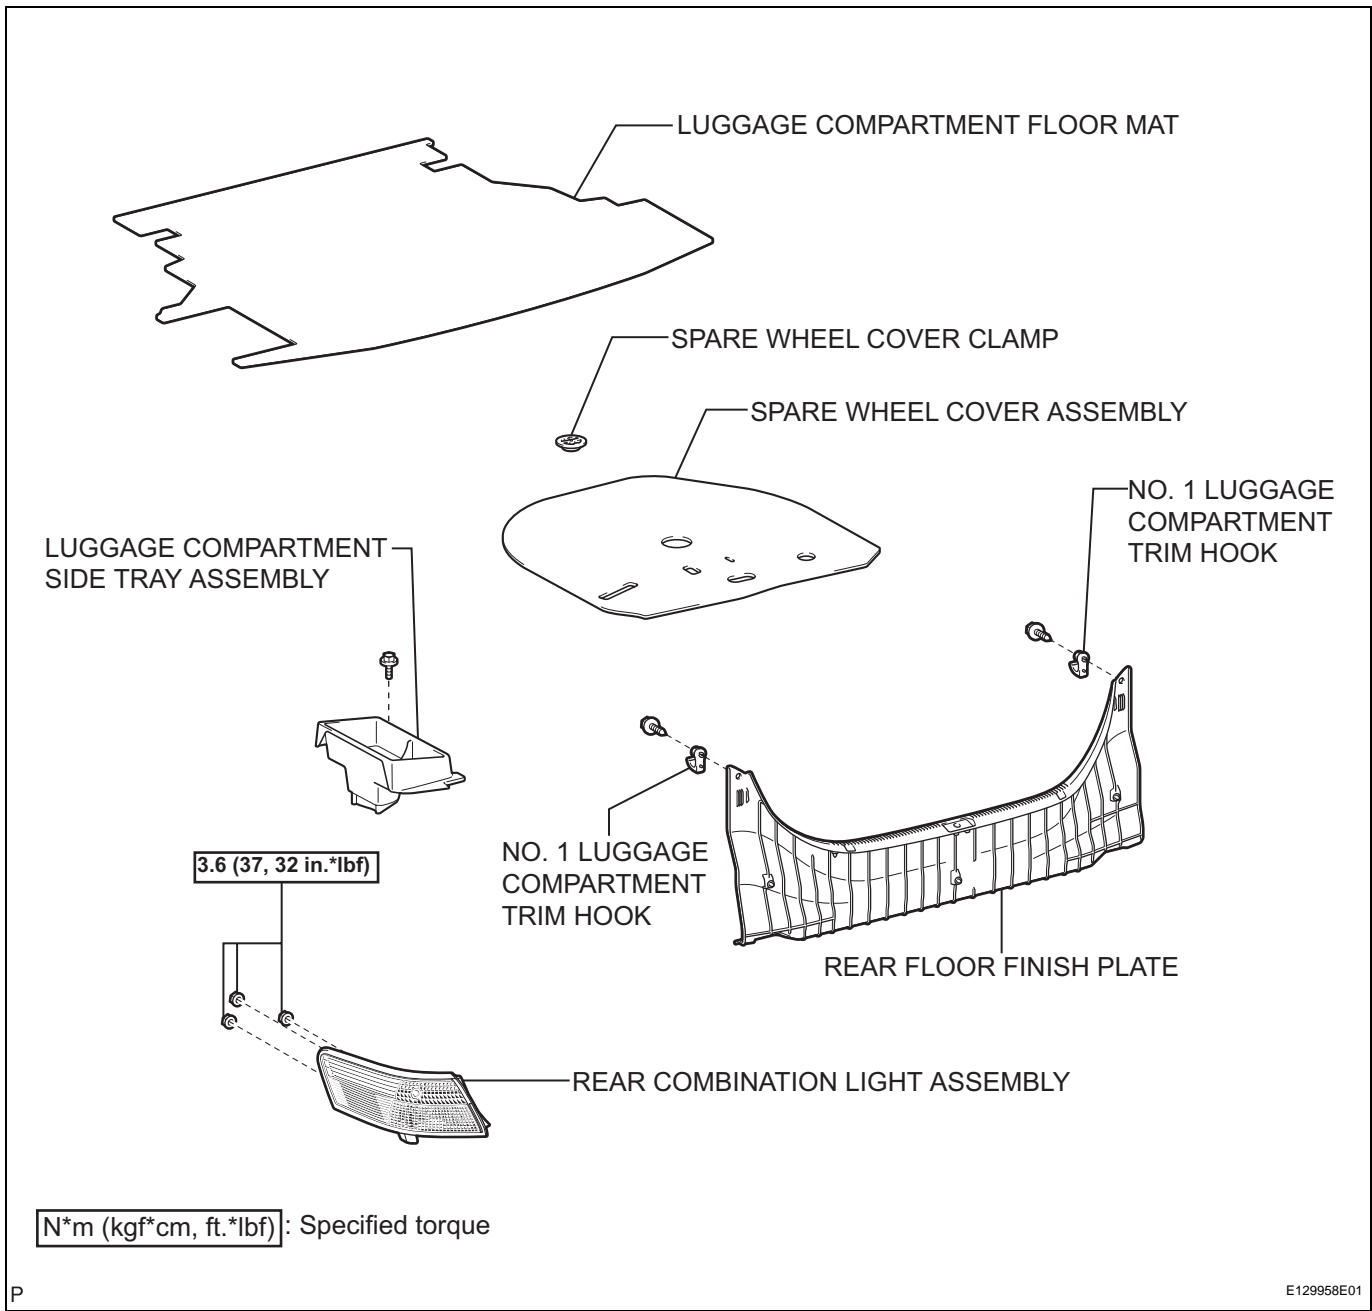 LUGGAGE COMPARTMENT FLOOR MAT
SPARE WHEEL COVER CLAMP
SPARE WHEEL COVER ASSEMBLY
NO. 1 LUGGAGE
COMPARTMENT
TRIM HOOK
LUGGAGE COMPARTMENT
SIDE TRAY ASSEMBLY
NO. 1 LUGGAGE
COMPARTMENT
TRIM HOOK
3.6 (37, 32 in.*lbf)
REAR FLOOR FINISH PLATE
REAR COMBINATION LIGHT ASSEMBLY
N*m (kgf*cm, ft.*lbf) : Specified torque
P
E129958E01